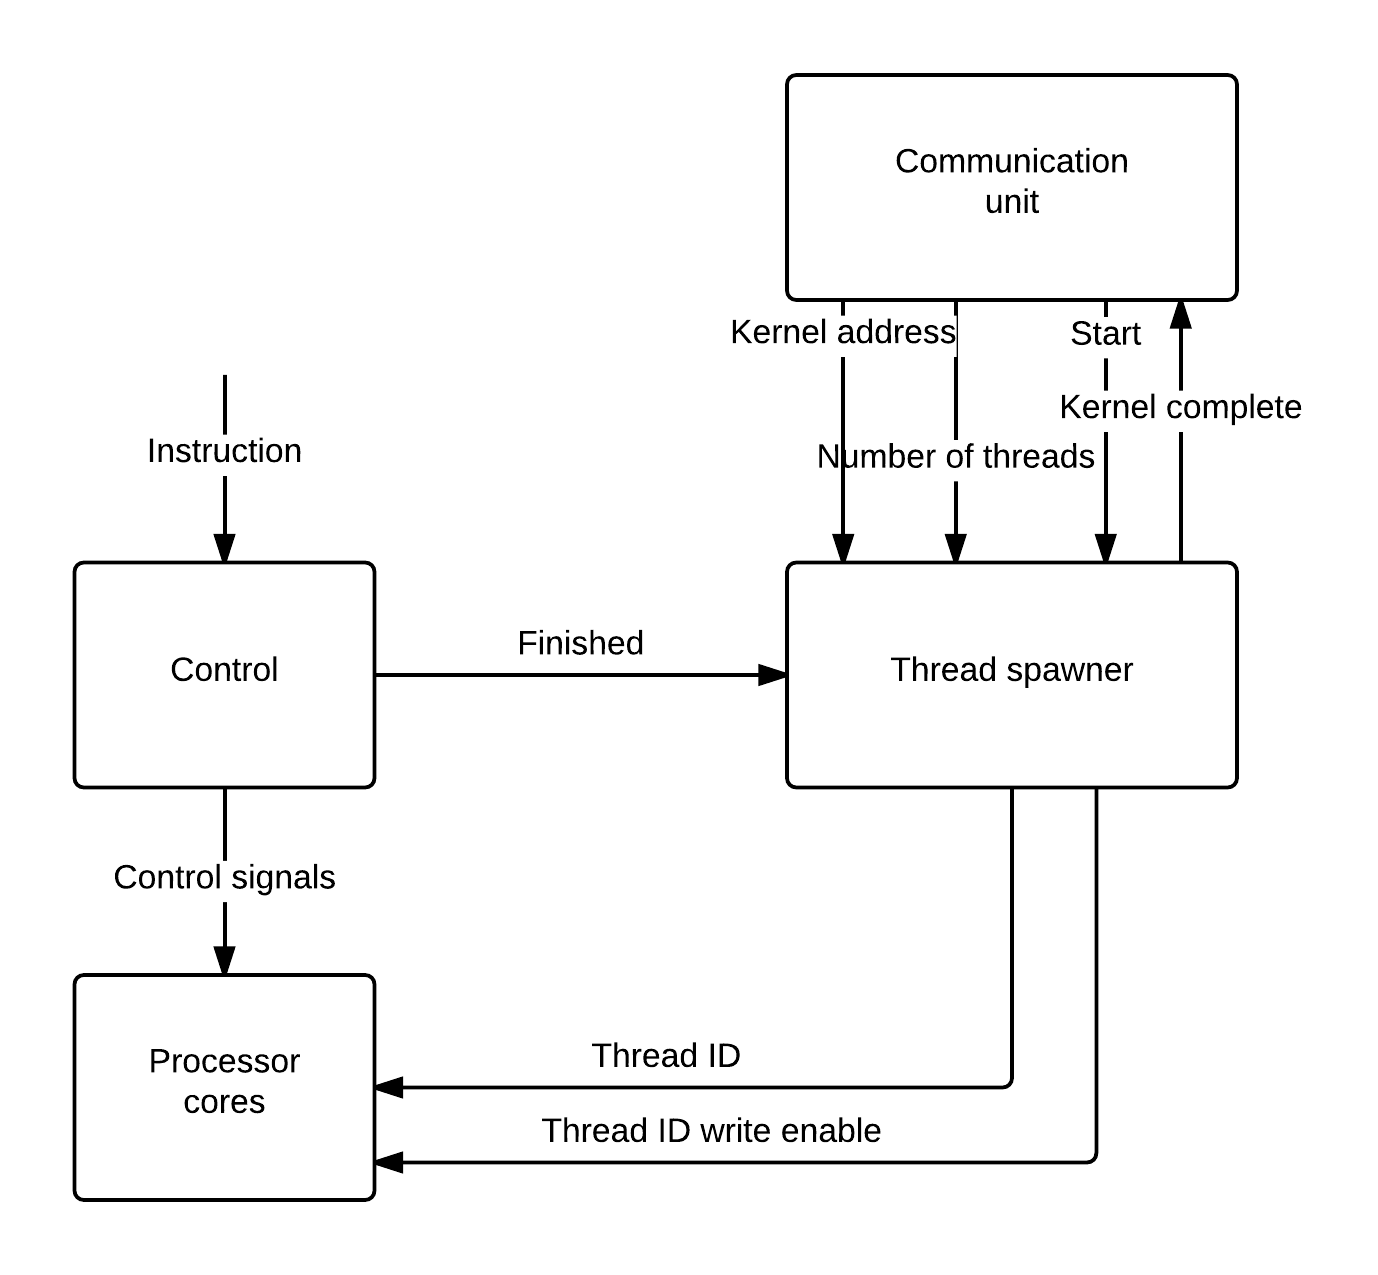 Communication
unit
Kernel address
Start
Kernel complete
Instruction
Number of threads
Finished
Control
Thread spawner
Control signals
Processor
cores
Thread ID
Thread ID write enable